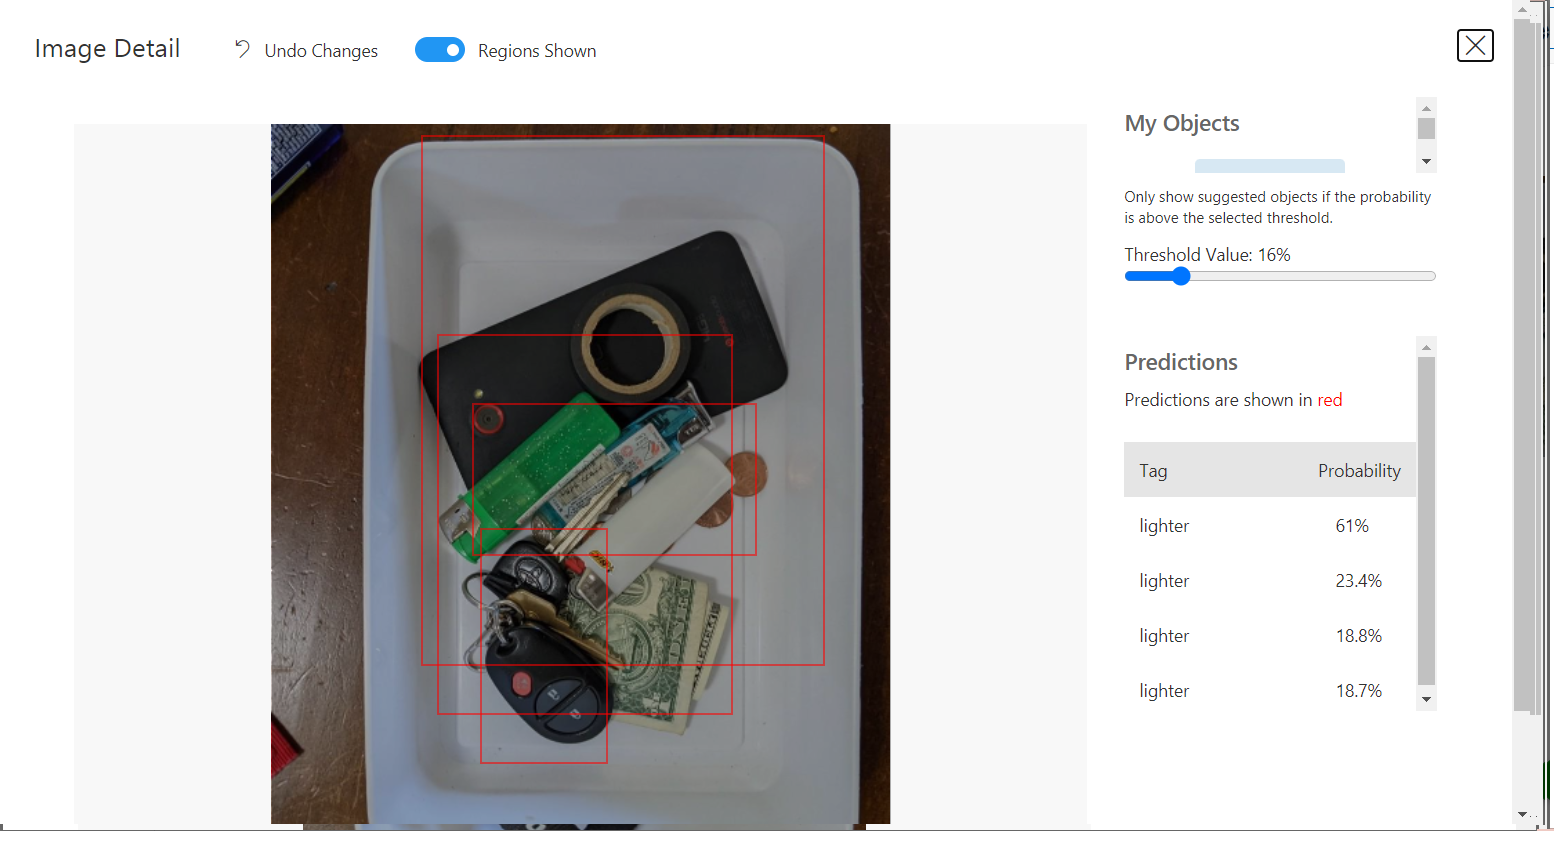 Image Detail
Undo Changes
Regions Shown
My Objects
Only show suggested objects if the probability
is above the selected threshold.
Threshold Value: 16%
Predictions
Predictions are shown in red
Tag Probability
lighter 61%
lighter 23.4%
lighter 18.8%
lighter 18.7%